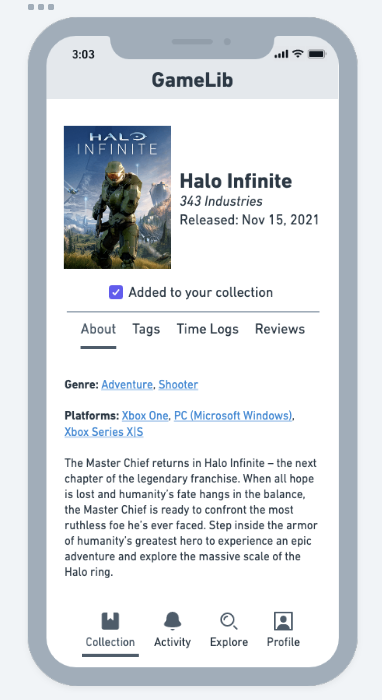 3:03
GameLib
HALO
INFINITE
Halo Infinite
343 Industries
Released: Nov 15, 2021
Added to your collection
About Tags Time Logs Reviews
Genre: Adventure, Shooter
Platforms: Xbox One, PC (Microsoft Windows),
Xbox Series X|S
The Master Chief returns in Halo Infinite – the next
chapter of the legendary franchise. When all hope
is lost and humanity's fate hangs in the balance,
the Master Chief is ready to confront the most
ruthless foe he's ever faced. Step inside the armor
of humanity's greatest hero to experience an epic
adventure and explore the massive scale of the
Halo ring.
Collection Activity Explore Profile